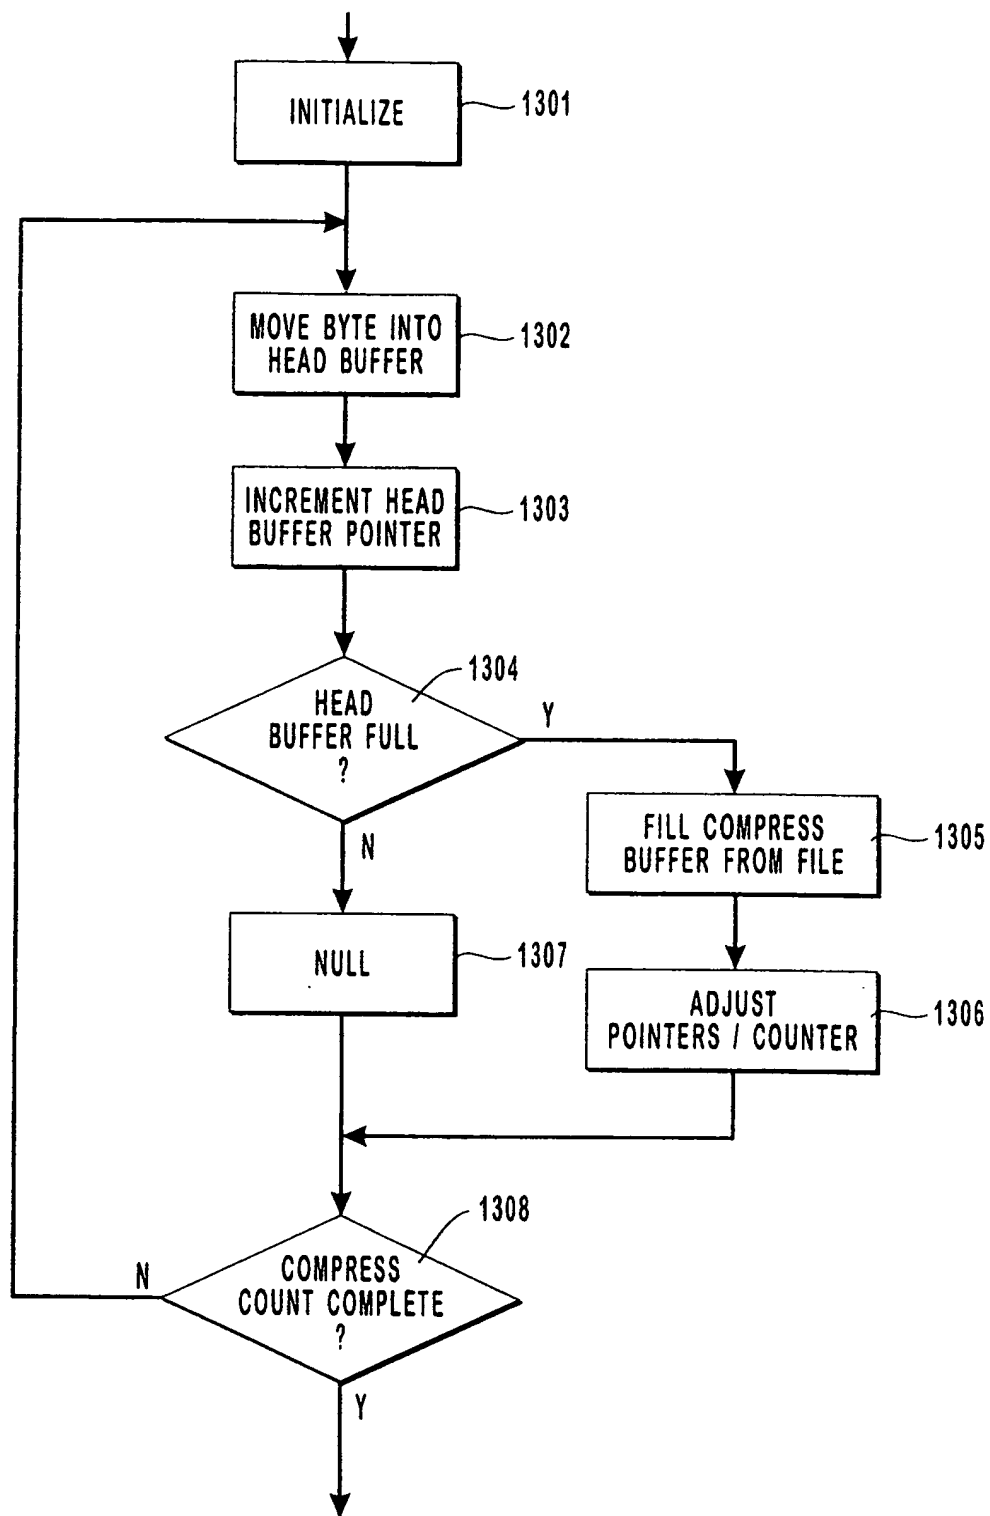 INITIALIZE
1301
MOVE BYTE INTO
HEAD BUFFER
1302
INCREMENT HEAD
BUFFER POINTER
1303
1304
HEAD
BUFFER FULL
?
Y
N
FILL COMPRESS
BUFFER FROM FILE
1305
NULL
1307
ADJUST
POINTERS / COUNTER
1306
1308
COMPRESS
COUNT COMPLETE
?
N
Y